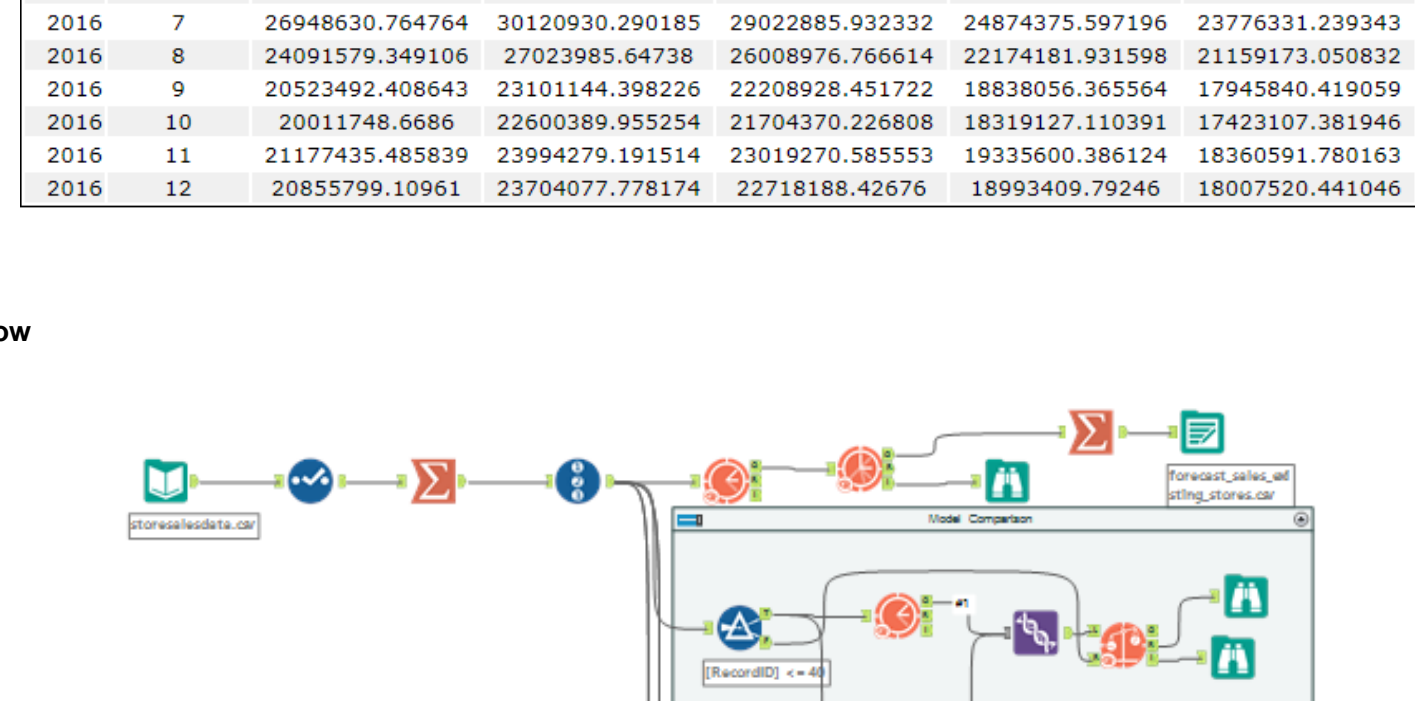 2016 7 26948630.764764 30120930.290185 29022885.932332 24874375.597196 23776331.239343
2016 8 24091579.349106 27023985.64738 26008976.766614 22174181.931598 21159173.050832
2016 9 20523492.408643 23101144.398226 22208928.451722 18838056.365564 17945840.419059
2016 10 20011748.6686 22600389.955254 21704370.226808 18319127.110391 17423107.381946
2016 11 21177435.485839 23994279.191514 23019270.585553 19335600.386124 18360591.780163
2016 12 20855799.10961 23704077.778174 22718188.42676 18993409.79246 18007520.441046
ow
storesalesdata.csv
forecast_sales_exi
sting_stores.csv
Model Comparison
#1
[RecordID] <= 40